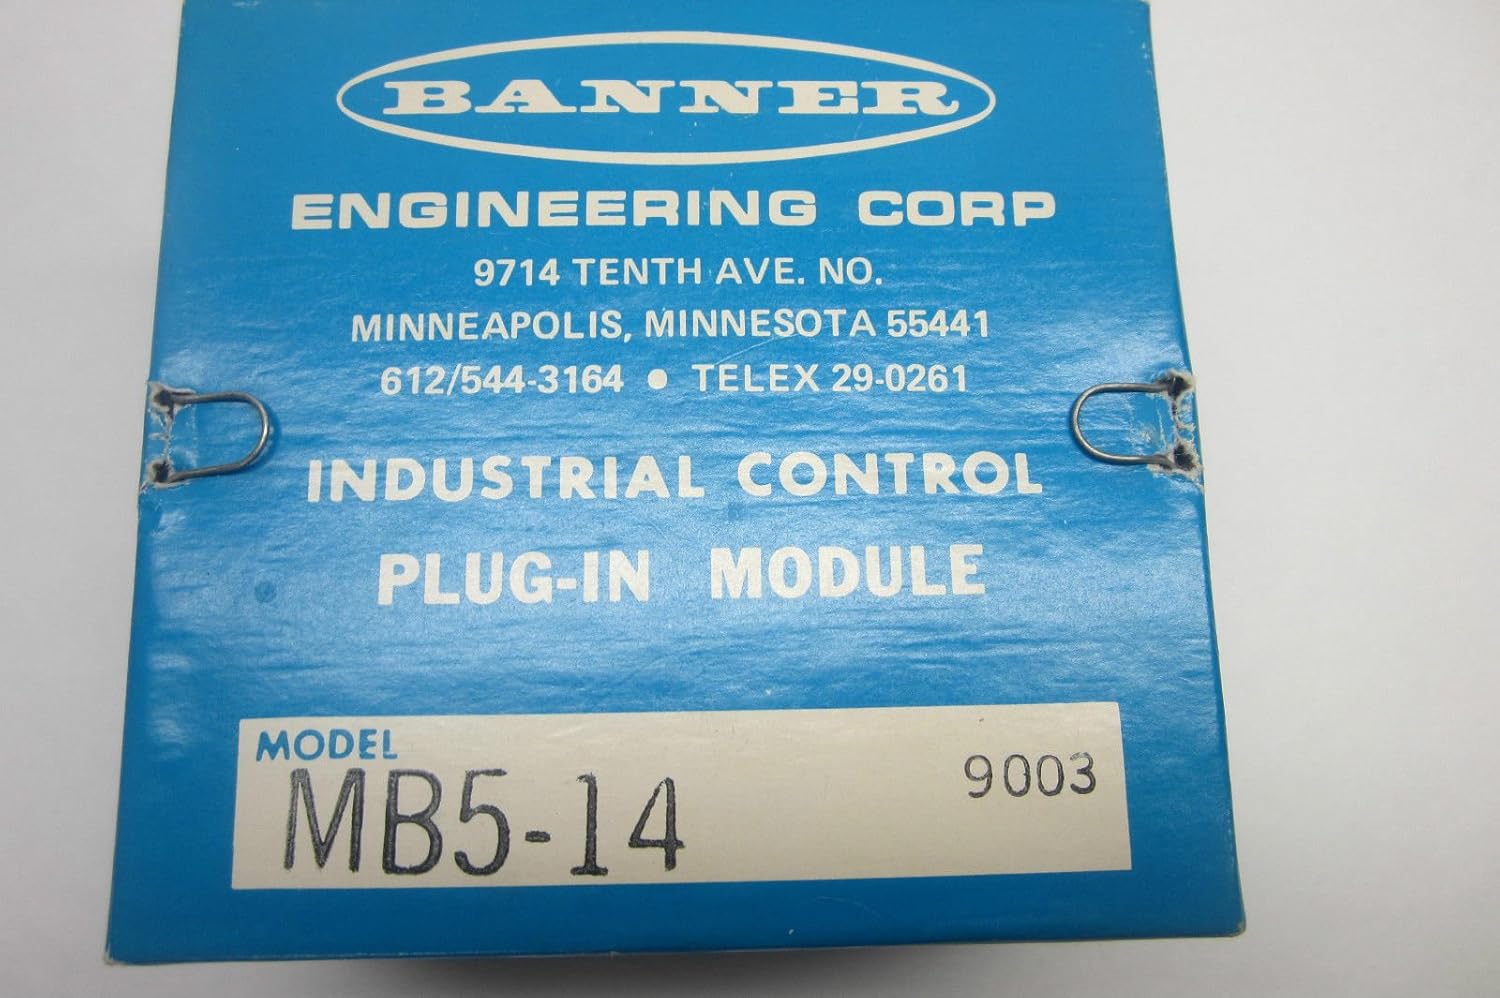 BANNER
ENGINEERING CORP
9714 TENTH AVE. NO.
MINNEAPOLIS, MINNESOTA 55441
612/544-3164 • TELEX 29-0261
INDUSTRIAL CONTROL
PLUG-IN MODULE
MODEL
MB5-14 9003